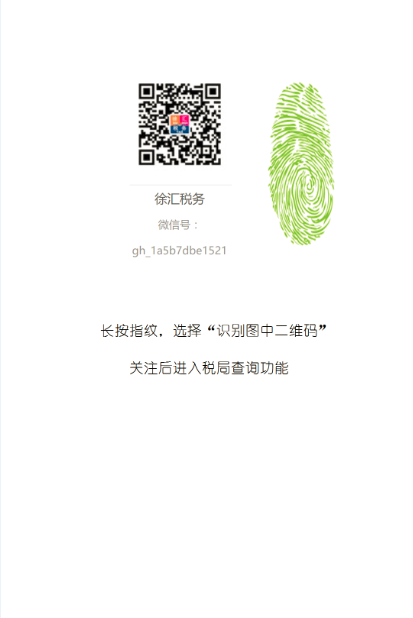 徐汇税务
微信号：
gh_1a5b7dbe1521
长按指纹，选择“识别图中二维码”
关注后进入税局查询功能